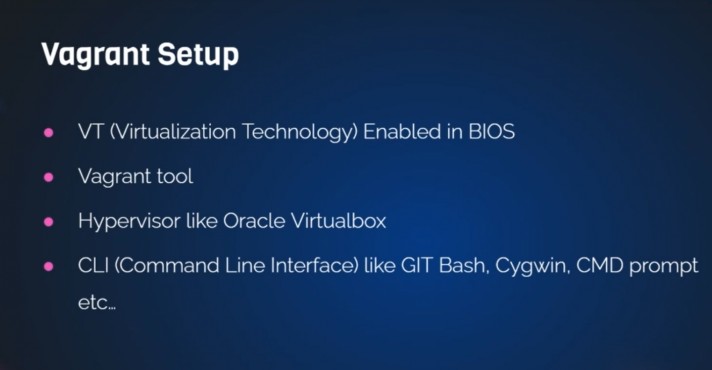 Vagrant Setup
VT (Virtualization Technology) Enabled in BIOS
Vagrant tool
Hypervisor like Oracle Virtualbox
CLI (Command Line Interface) like GIT Bash, Cygwin, CMD prompt
etc…